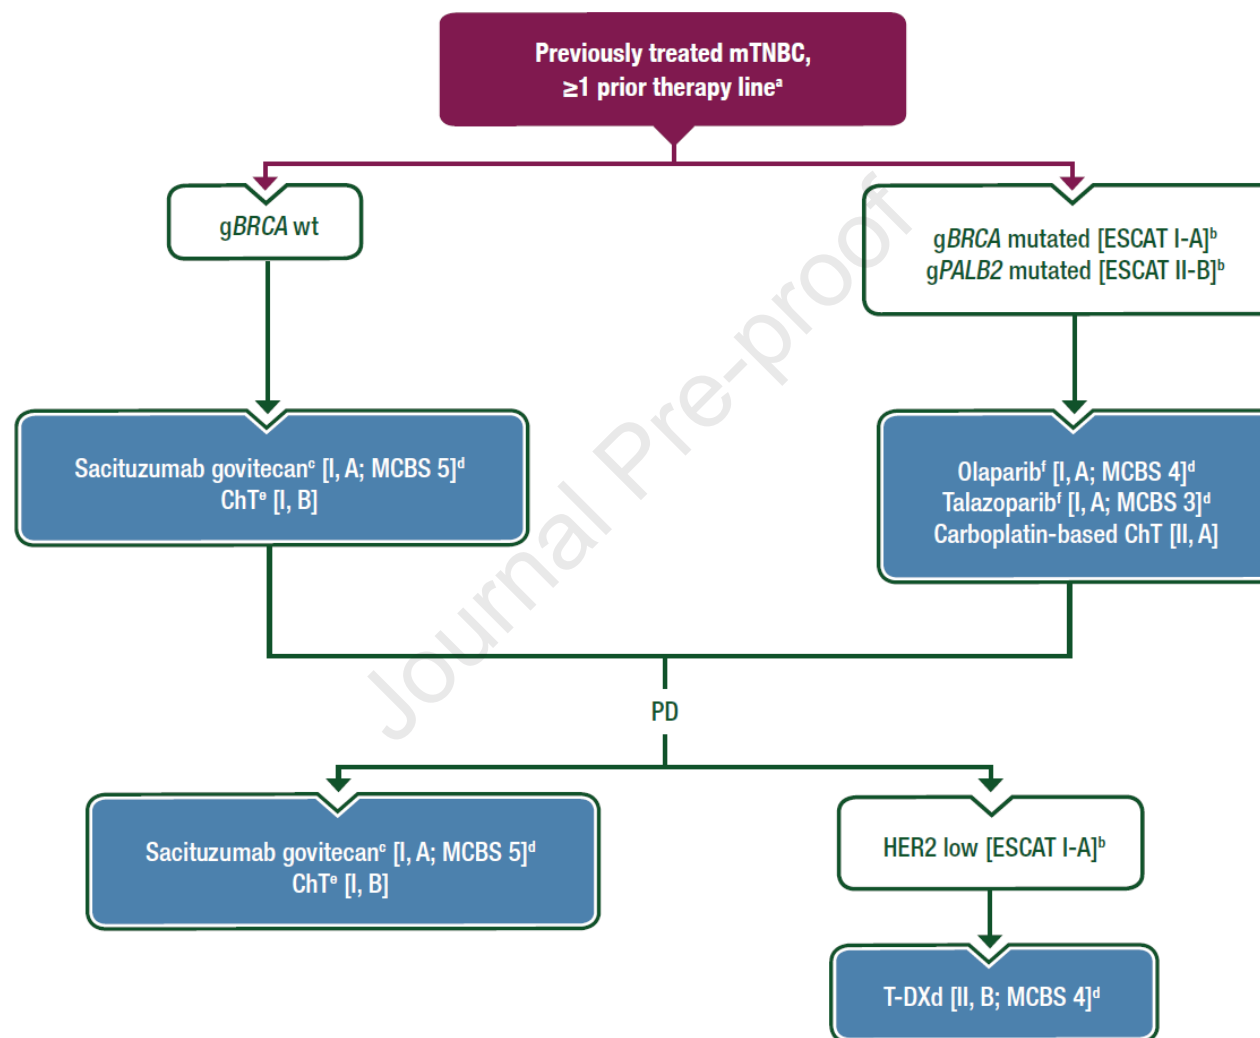 Previously treated mTNBC,
≥1 prior therapy lineᵃ
gBRCA wt
gBRCA mutated [ESCAT I-A]ᵇ
gPALB2 mutated [ESCAT II-B]ᵇ
Sacituzumab govitecanᶜ [I, A; MCBS 5]ᵈ
ChTᵉ [I, B]
Olaparibᶠ [I, A; MCBS 4]ᵈ
Talazoparibᶠ [I, A; MCBS 3]ᵈ
Carboplatin-based ChT [II, A]
Journal Pre-proof
PD
Sacituzumab govitecanᶜ [I, A; MCBS 5]ᵈ
ChTᵉ [I, B]
HER2 low [ESCAT I-A]ᵇ
T-DXd [II, B; MCBS 4]ᵈ